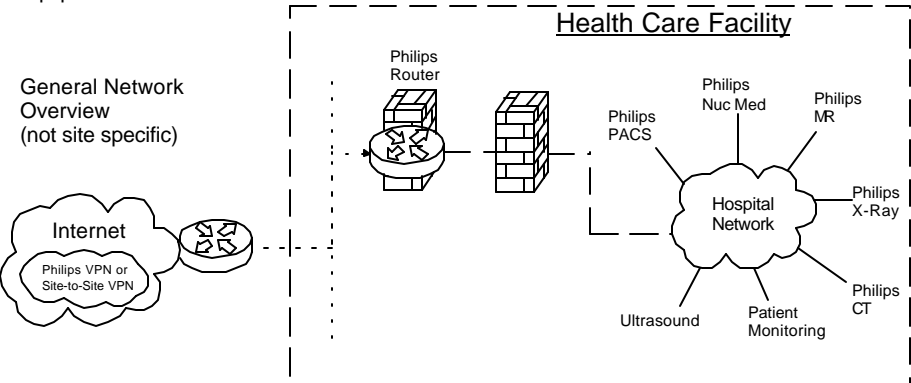 Health Care Facility
General Network
Overview
(not site specific)
Philips
Router
Philips
PACS
Philips
Nuc Med
Philips
MR
Philips
X-Ray
Philips
CT
Hospital
Network
Patient
Monitoring
Ultrasound
Internet
Philips VPN or
Site-to-Site VPN